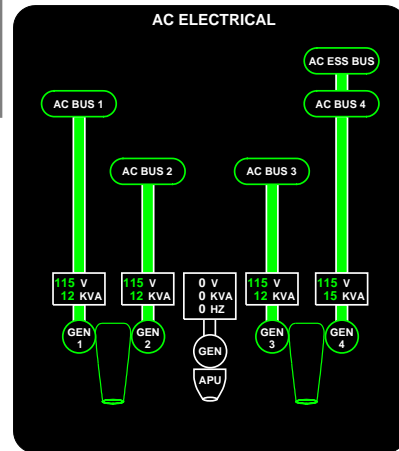 AC ELECTRICAL
AC ESS BUS
AC BUS 1
AC BUS 4
AC BUS 2
AC BUS 3
115 V
12 KVA
115 V
12 KVA
0 V
0 KVA
0 HZ
115 V
12 KVA
115 V
15 KVA
GEN
1
GEN
2
GEN
3
GEN
4
GEN
APU